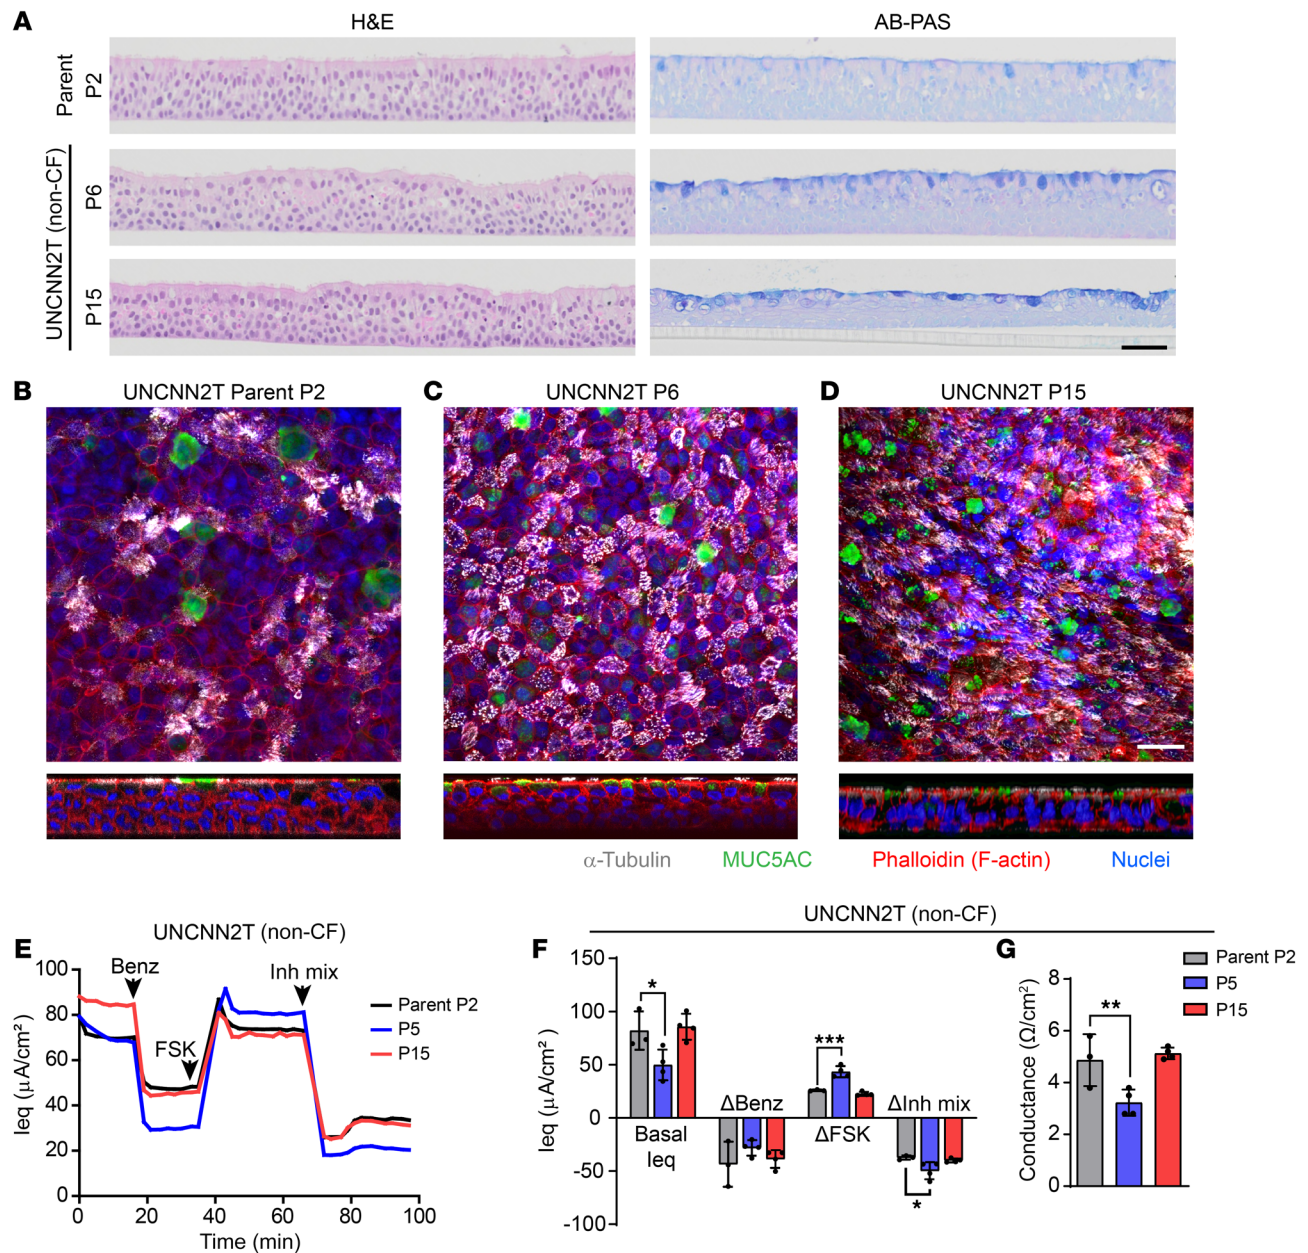 A
H&E
AB-PAS
Parent
P2
UNCNN2T (non-CF)
P6
P15
B
UNCNN2T Parent P2
C
UNCNN2T P6
D
UNCNN2T P15
α-Tubulin
MUC5AC
Phalloidin (F-actin)
Nuclei
E
UNCNN2T (non-CF)
Ieq (μA/cm²)
100
80
60
40
20
0
Benz
FSK
Inh mix
Parent P2
P5
P15
0
20
40
60
80
100
Time (min)
UNCNN2T (non-CF)
F
Ieq (μA/cm²)
150
100
50
0
-50
-100
*
***
*
Basal
Ieq
ΔBenz
ΔFSK
ΔInh mix
G
Conductance (Ω/cm²)
8
6
4
2
0
**
Parent P2
P5
P15